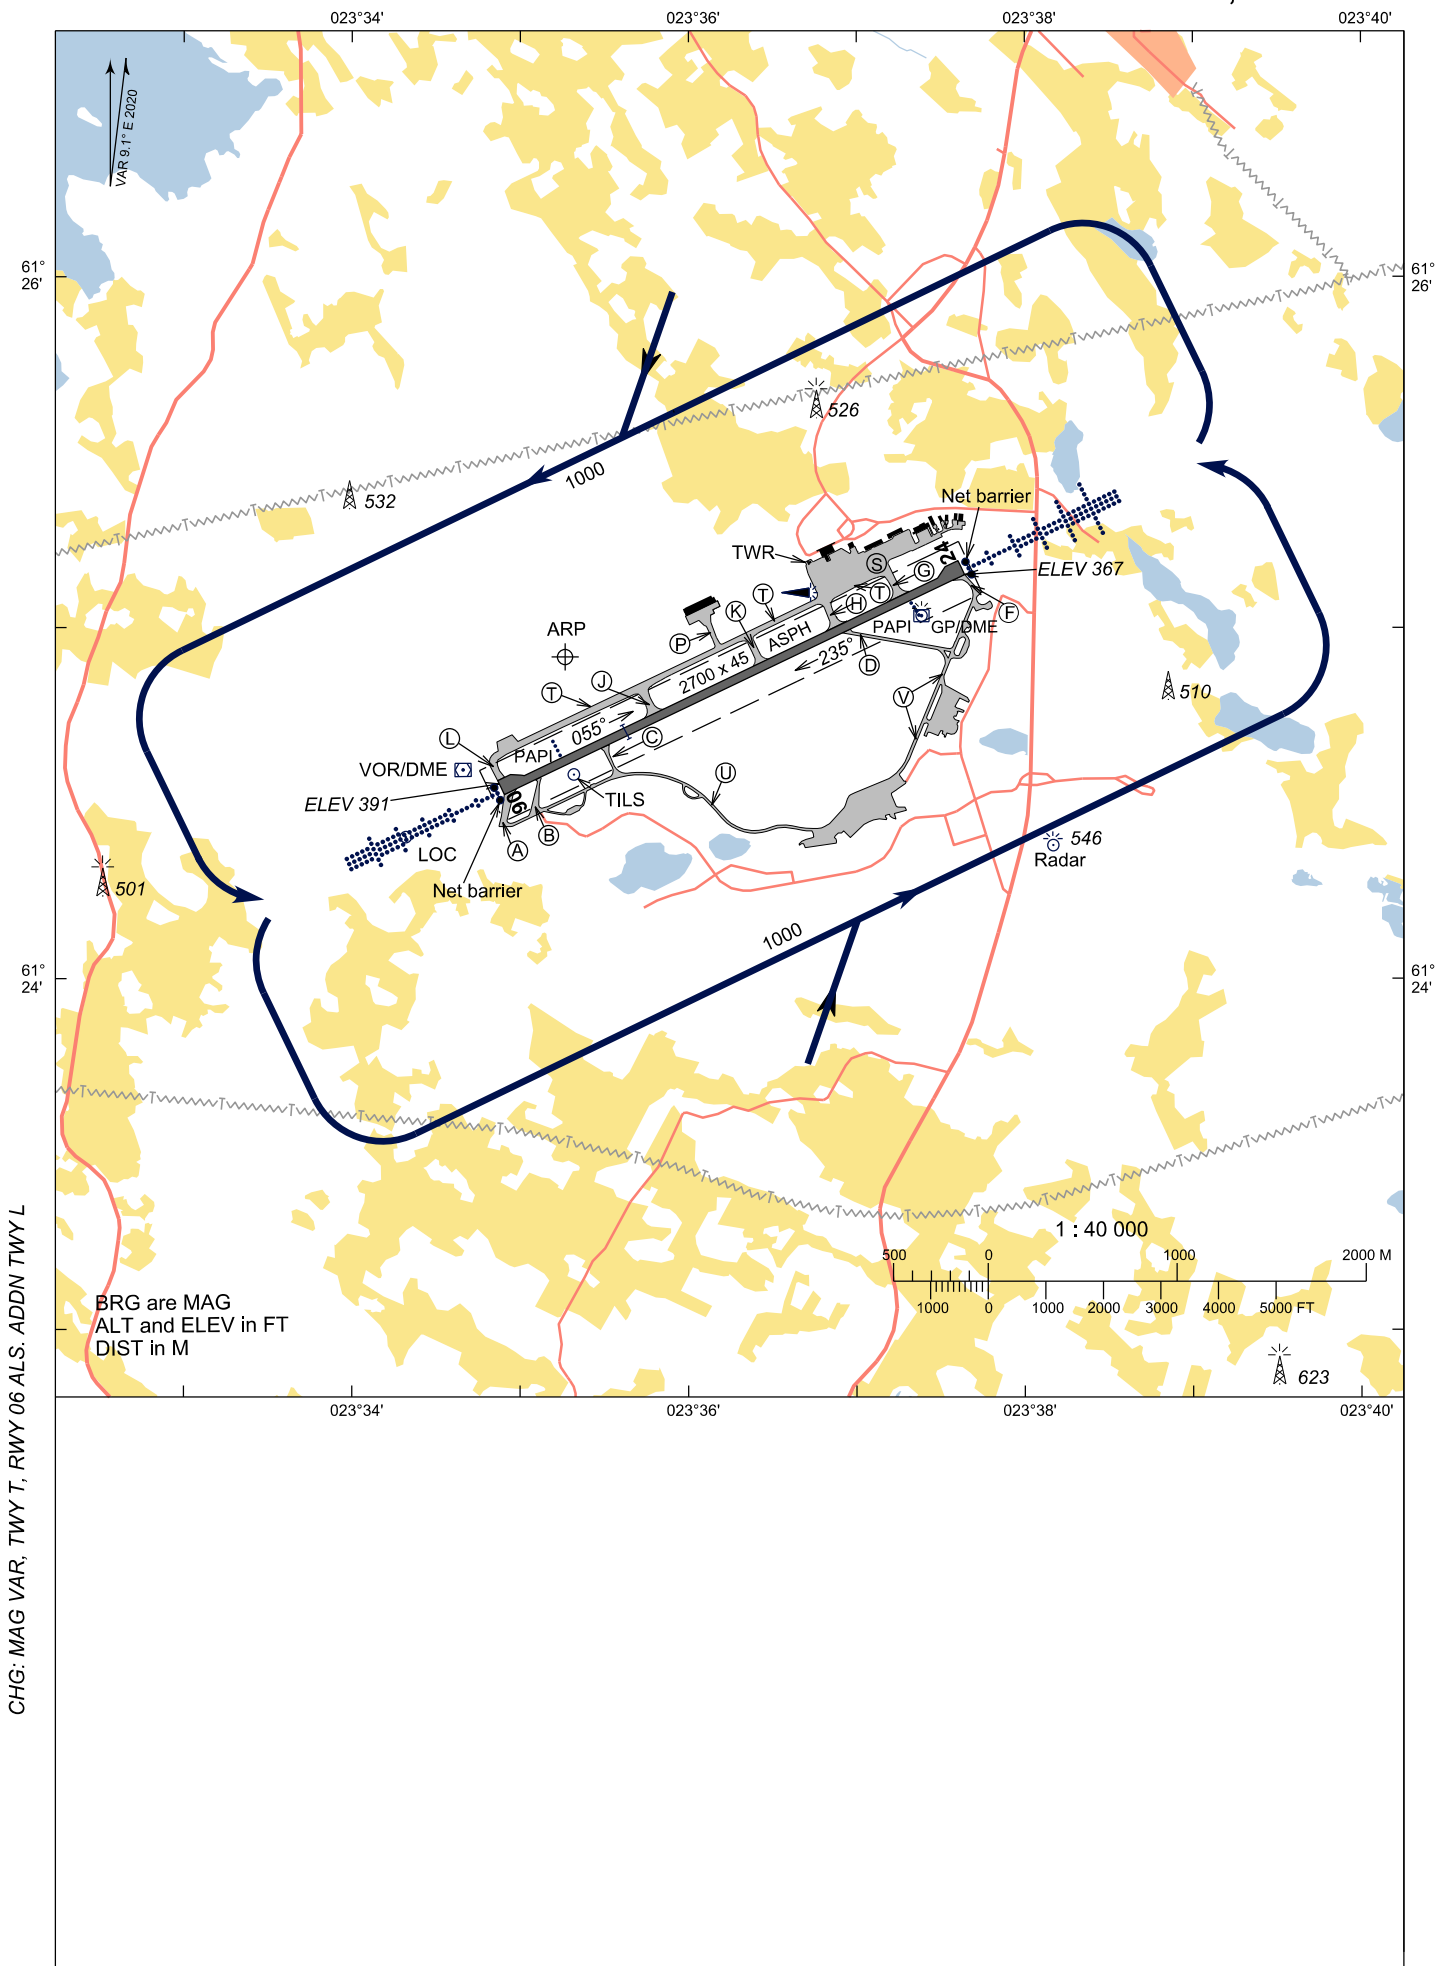 023°34'
023°36'
023°38'
023°40'
VAR 9.1° E 2020
61°
26'
61°
26'
526
1000
532
Net barrier
24
TWR
S
ELEV 367
G
T
T
H
F
K
PAPI
GP/DME
ASPH
ARP
P
235°
D
2700 x 45
510
J
T
V
055°
L
C
PAPI
VOR/DME
U
06
TILS
ELEV 391
B
546
A
LOC
Radar
501
Net barrier
1000
61°
24'
61°
24'
1 : 40 000
500
0
1000
2000 M
1000
0
1000
2000
3000
4000
5000 FT
BRG are MAG
ALT and ELEV in FT
DIST in M
623
023°34'
023°36'
023°38'
023°40'
CHG: MAG VAR, TWY T, RWY 06 ALS. ADDN TWY L